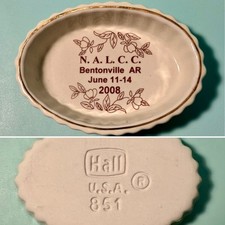 N. A. L. C. C.
Bentonville AR
June 11-14
2008
Hall
U.S.A. ®
851